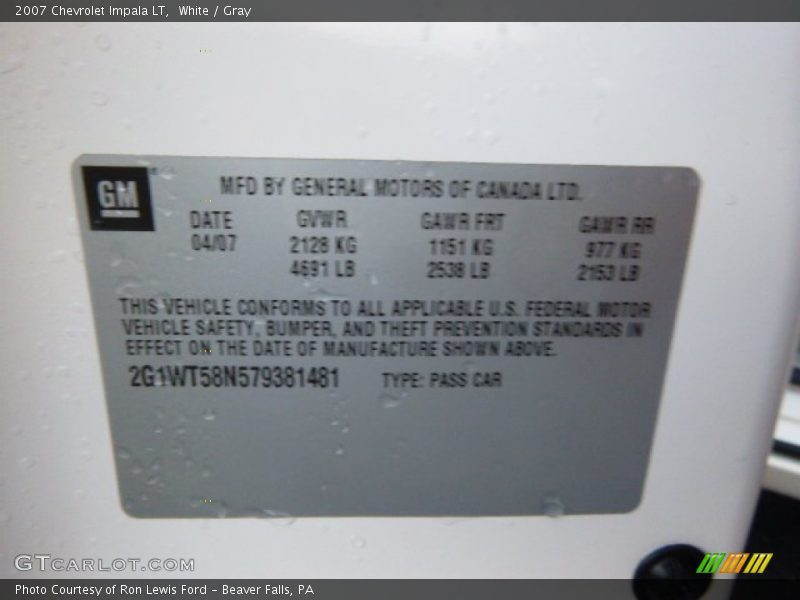 2007 Chevrolet Impala LT,  White / Gray
GM
MFD BY GENERAL MOTORS OF CANADA LTD.
DATE GVWR GAWR FRT GAWR RR
04/07 2128 KG 1151 KG 977 KG
4691 LB 2538 LB 2153 LB
THIS VEHICLE CONFORMS TO ALL APPLICABLE U.S. FEDERAL MOTOR
VEHICLE SAFETY, BUMPER, AND THEFT PREVENTION STANDARDS IN
EFFECT ON THE DATE OF MANUFACTURE SHOWN ABOVE.
2G1WT58N579381481 TYPE: PASS CAR
GTCARLOT.COM
Photo Courtesy of Ron Lewis Ford - Beaver Falls, PA